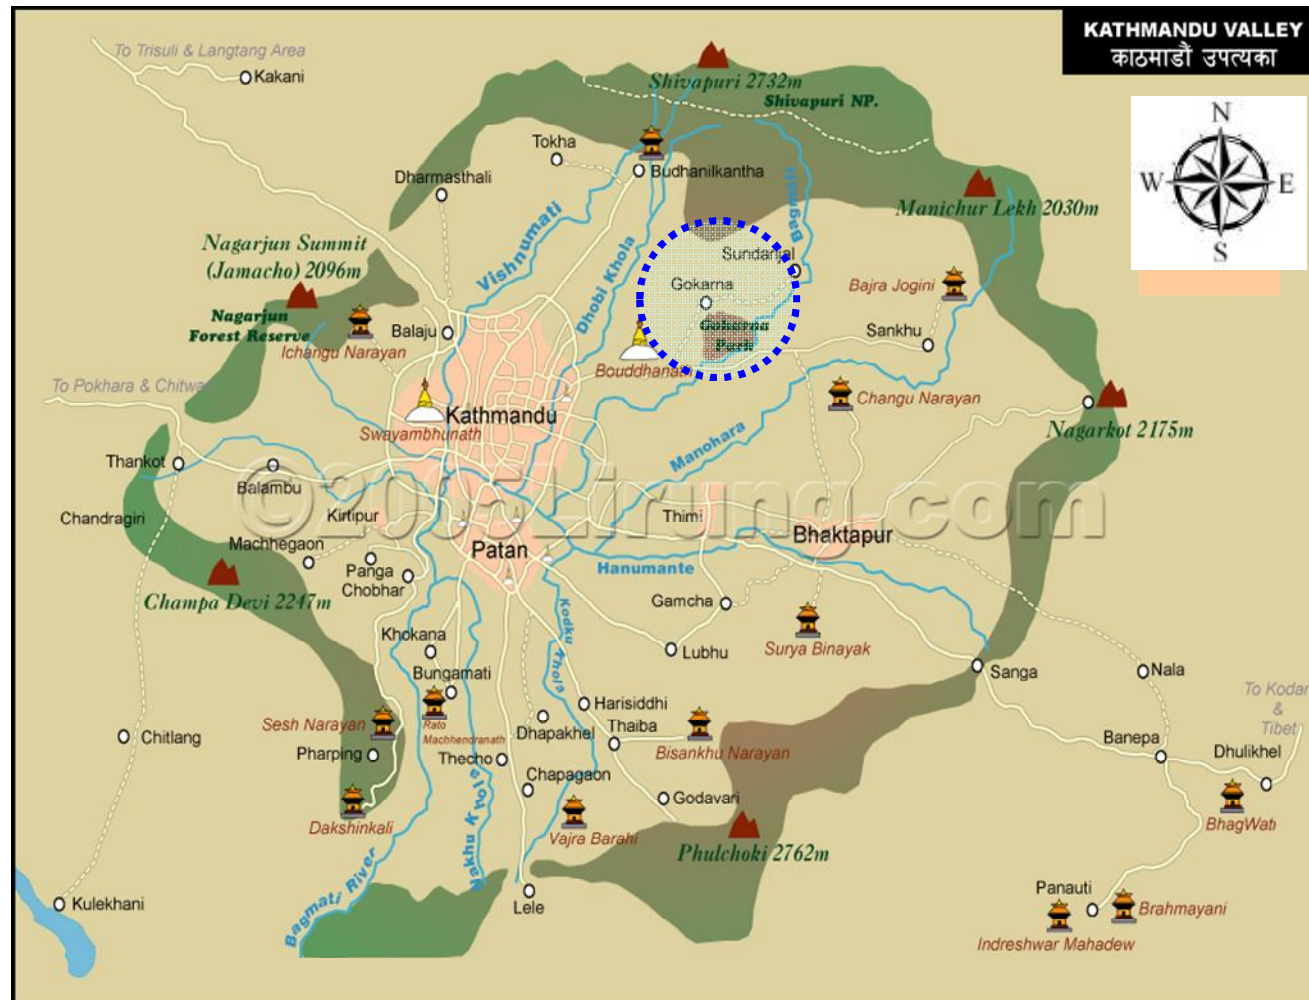 KATHMANDU VALLEY
काठमाडौं उपत्यका
N
W
E
S
To Trisuli & Langtang Area
Kakani
Shivapuri 2732m
Shivapuri NP.
Tokha
Budhanilkantha
Dharmasthali
Bagmati
Manichur Lekh 2030m
Vishnumati
Nagarjun Summit
(Jamacho) 2096m
Dhobi Khola
Sundarijal
Gokarna
Bajra Jogini
Nagarjun
Forest Reserve
Ichangu Narayan
Balaju
Gokarna
Park
Sankhu
Bouddhanath
To Pokhara & Chitwan
Changu Narayan
Kathmandu
Swayambhunath
Nagarkot 2175m
Manohara
Thankot
Balambu
©2005Lirung.com
Chandragiri
Kirtipur
Thimi
Bhaktapur
Machhegaon
Patan
Panga
Chobhar
Hanumante
Champa Devi 2247m
Gamcha
Kodku Khola
Khokana
Lubhu
Surya Binayak
Bungamati
Sanga
Nala
Sesh Narayan
Rato
Machhendranath
Harisiddhi
Dhapakhel
Thaiba
To Kodari
&
Tibet
Chitlang
Pharping
Thecho
Bisankhu Narayan
Banepa
Dhulikhel
Chapagaon
Godavari
Dakshinkali
Nakhu Khola
Vajra Barahi
BhagWati
Phulchoki 2762m
Bagmati River
Kulekhani
Lele
Panauti
Brahmayani
Indreshwar Mahadew